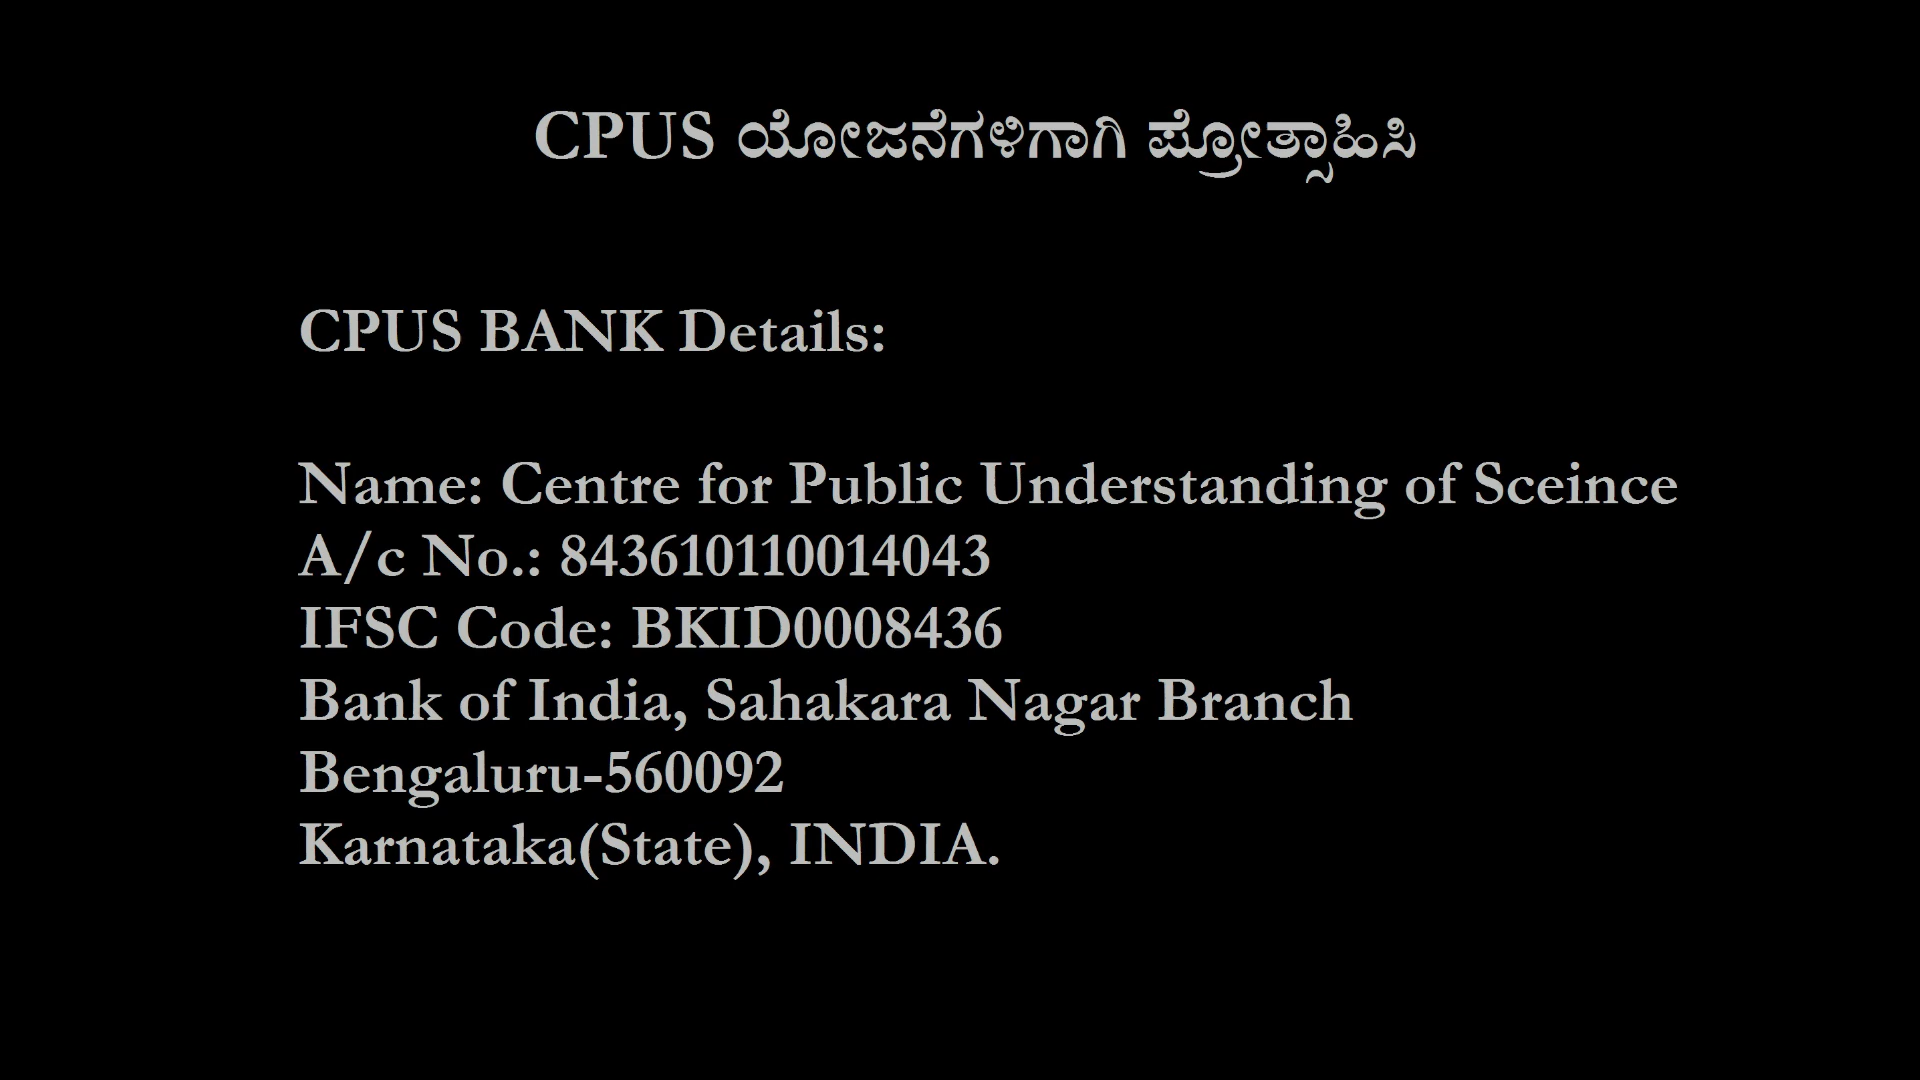 CPUS ಯೋಜನೆಗಳಿಗಾಗಿ ಪ್ರೋತ್ಸಾಹಿಸಿ
CPUS BANK Details:
Name: Centre for Public Understanding of Sceince
A/c No.: 843610110014043
IFSC Code: BKID0008436
Bank of India, Sahakara Nagar Branch
Bengaluru-560092
Karnataka(State), INDIA.